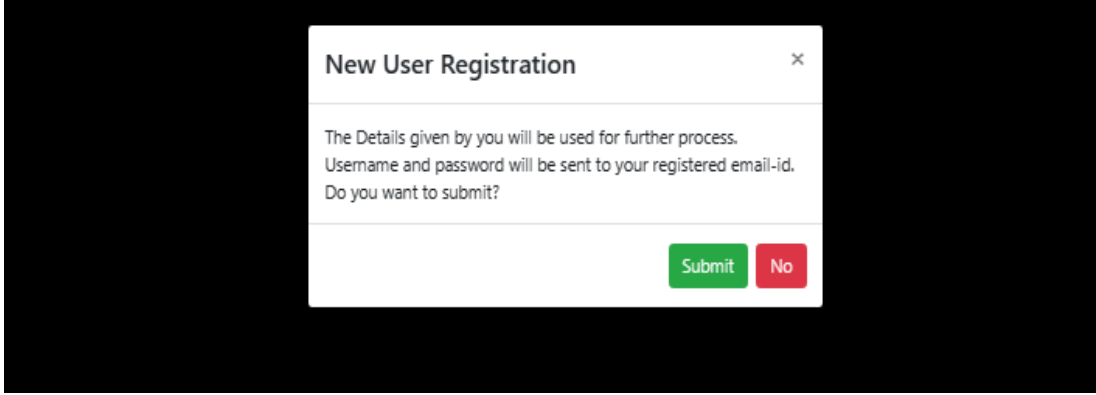 New User Registration
×
The Details given by you will be used for further process.
Username and password will be sent to your registered email-id.
Do you want to submit?
Submit
No